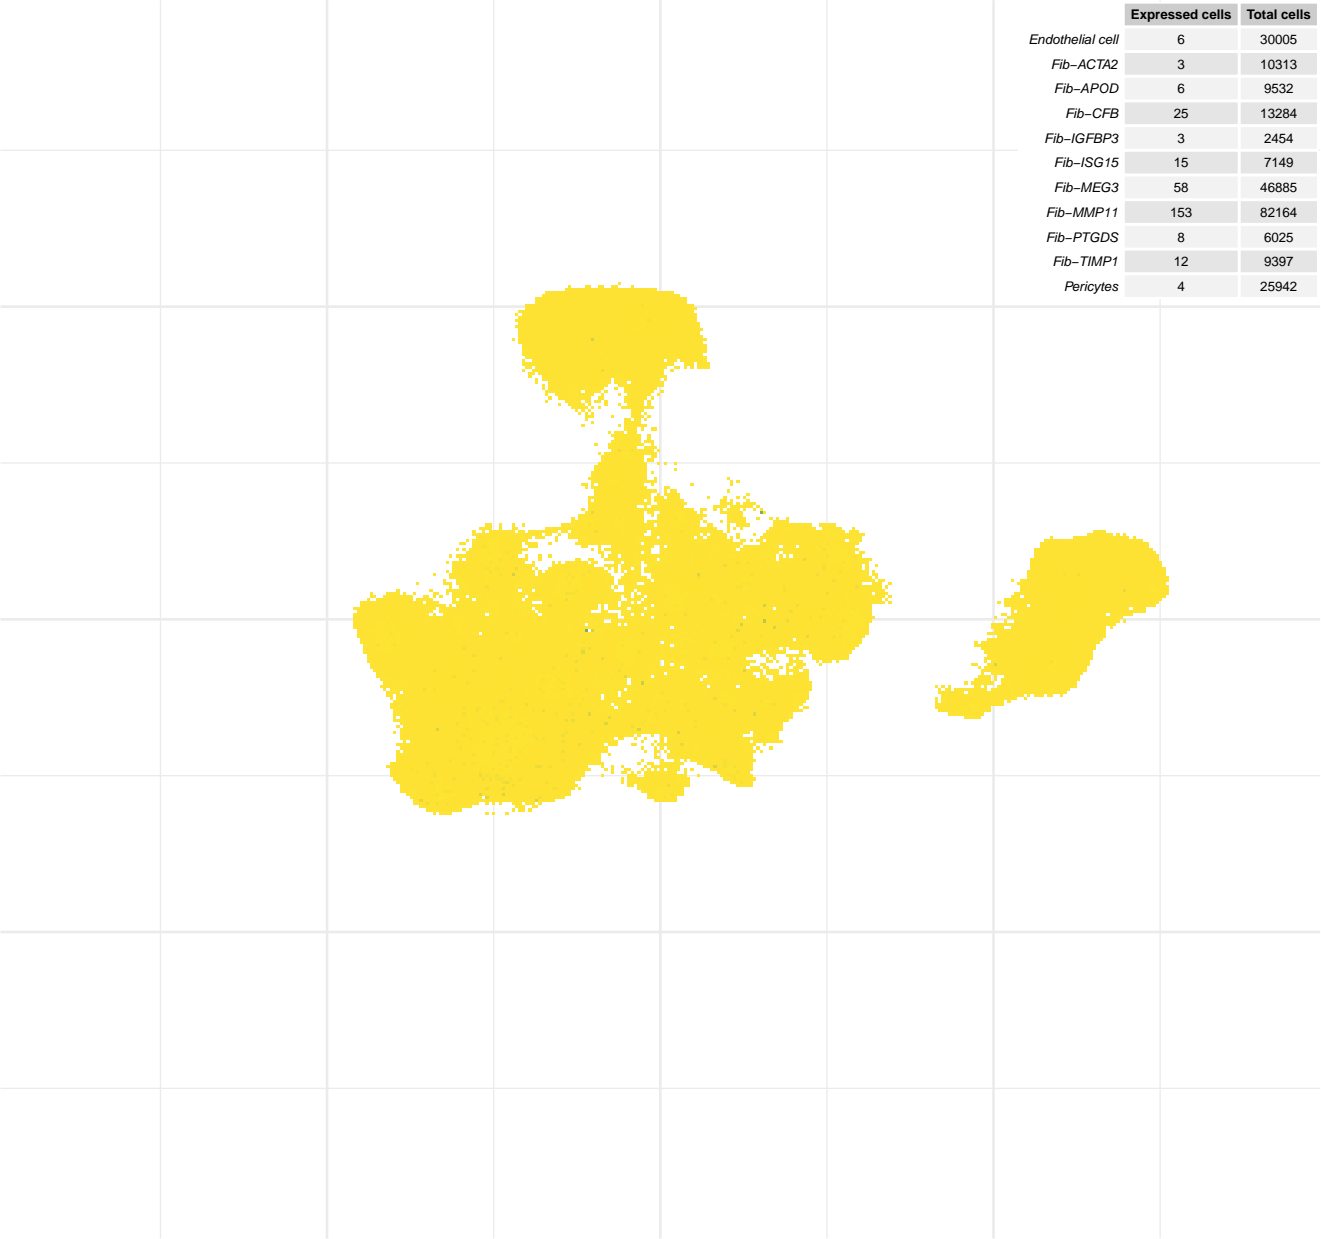 Expressed cells Total cells
Endothelial cell 6 30005
Fib−ACTA2 3 10313
Fib−APOD 6 9532
Fib−CFB 25 13284
Fib−IGFBP3 3 2454
Fib−ISG15 15 7149
Fib−MEG3 58 46885
Fib−MMP11 153 82164
Fib−PTGDS 8 6025
Fib−TIMP1 12 9397
Pericytes 4 25942